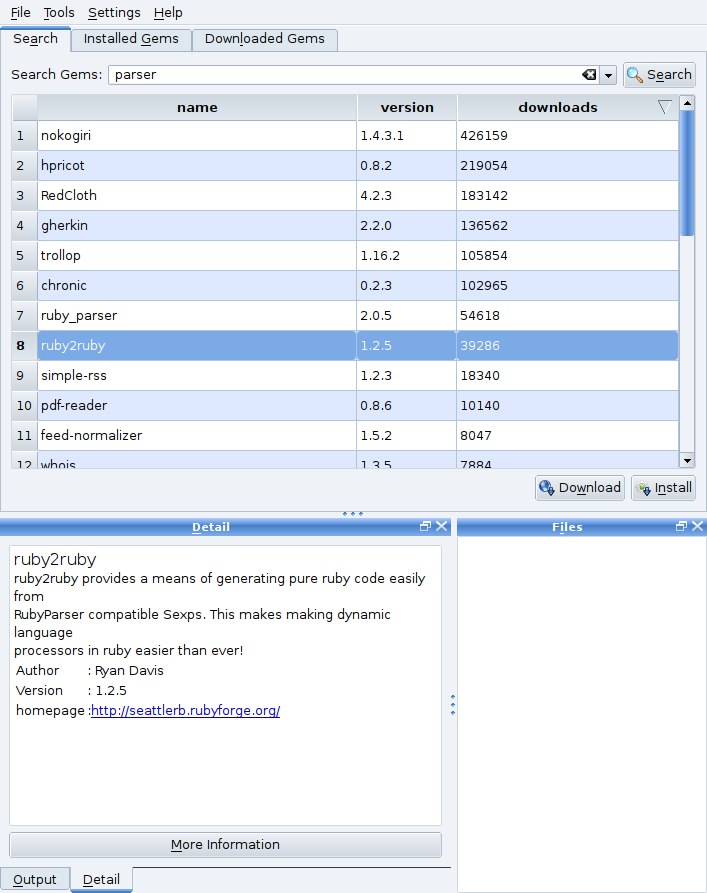 File Tools Settings Help
Search Installed Gems Downloaded Gems
Search Gems: parser Search
name version downloads
1 nokogiri 1.4.3.1 426159
2 hpricot 0.8.2 219054
3 RedCloth 4.2.3 183142
4 gherkin 2.2.0 136562
5 trollop 1.16.2 105854
6 chronic 0.2.3 102965
7 ruby_parser 2.0.5 54618
8 ruby2ruby 1.2.5 39286
9 simple-rss 1.2.3 18340
10 pdf-reader 0.8.6 10140
11 feed-normalizer 1.5.2 8047
12 whois 1.3.5 7884
Download Install
Detail
ruby2ruby
ruby2ruby provides a means of generating pure ruby code easily
from
RubyParser compatible Sexps. This makes making dynamic
language
processors in ruby easier than ever!
Author : Ryan Davis
Version : 1.2.5
homepage :http://seattlerb.rubyforge.org/
More Information
Output Detail
Files